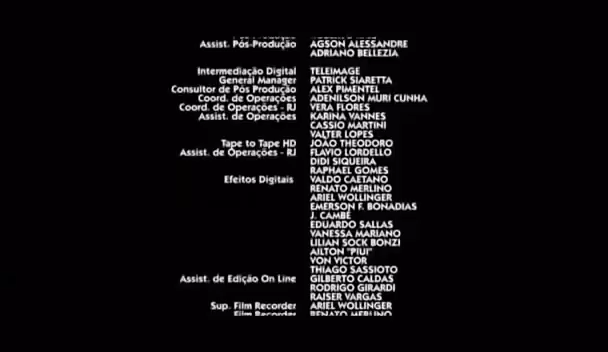 Assist. Pós-Produção AGSON ALESSANDRE
ADRIANO BELLEZIA
Intermediação Digital TELEIMAGE
General Manager PATRICK SIARETTA
Consultor de Pós Produção ALEX PIMENTEL
Coord. de Operações ADENILSON MURI CUNHA
Coord. de Operações - RJ VERA FLORES
Assist. de Operações KARINA VANNES
CASSIO MARTINI
VALTER LOPES
Tape to Tape HD JOÃO THEODORO
Assist. de Operações - RJ FLAVIO LORDELLO
DIDI SIQUEIRA
RAPHAEL GOMES
Efeitos Digitais VALDO CAETANO
RENATO MERLINO
ARIEL WOLLINGER
EMERSON F. BONADIAS
J. CAMBÉ
EDUARDO SALLAS
VANESSA MARIANO
LILIAN SOCK BONZI
AILTON "PIUI"
VON VICTOR
THIAGO SASSIOTO
Assist. de Edição On Line GILBERTO CALDAS
RODRIGO GIRARDI
RAISER VARGAS
Sup. Film Recorder ARIEL WOLLINGER
Film Recorder RENATO MERLINO